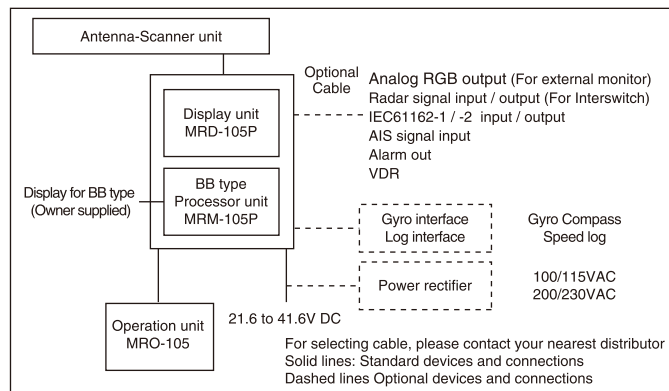 Antenna-Scanner unit
Optional
Cable
Analog RGB output (For external monitor)
Radar signal input / output (For Interswitch)
IEC61162-1 / -2 input / output
AIS signal input
Alarm out
VDR
Display unit
MRD-105P
BB type
Processor unit
MRM-105P
Display for BB type
(Owner supplied)
Gyro interface
Log interface
Gyro Compass
Speed log
Power rectifier
100/115VAC
200/230VAC
Operation unit
MRO-105
21.6 to 41.6V DC
For selecting cable, please contact your nearest distributor
Solid lines: Standard devices and connections
Dashed lines Optional devices and connections